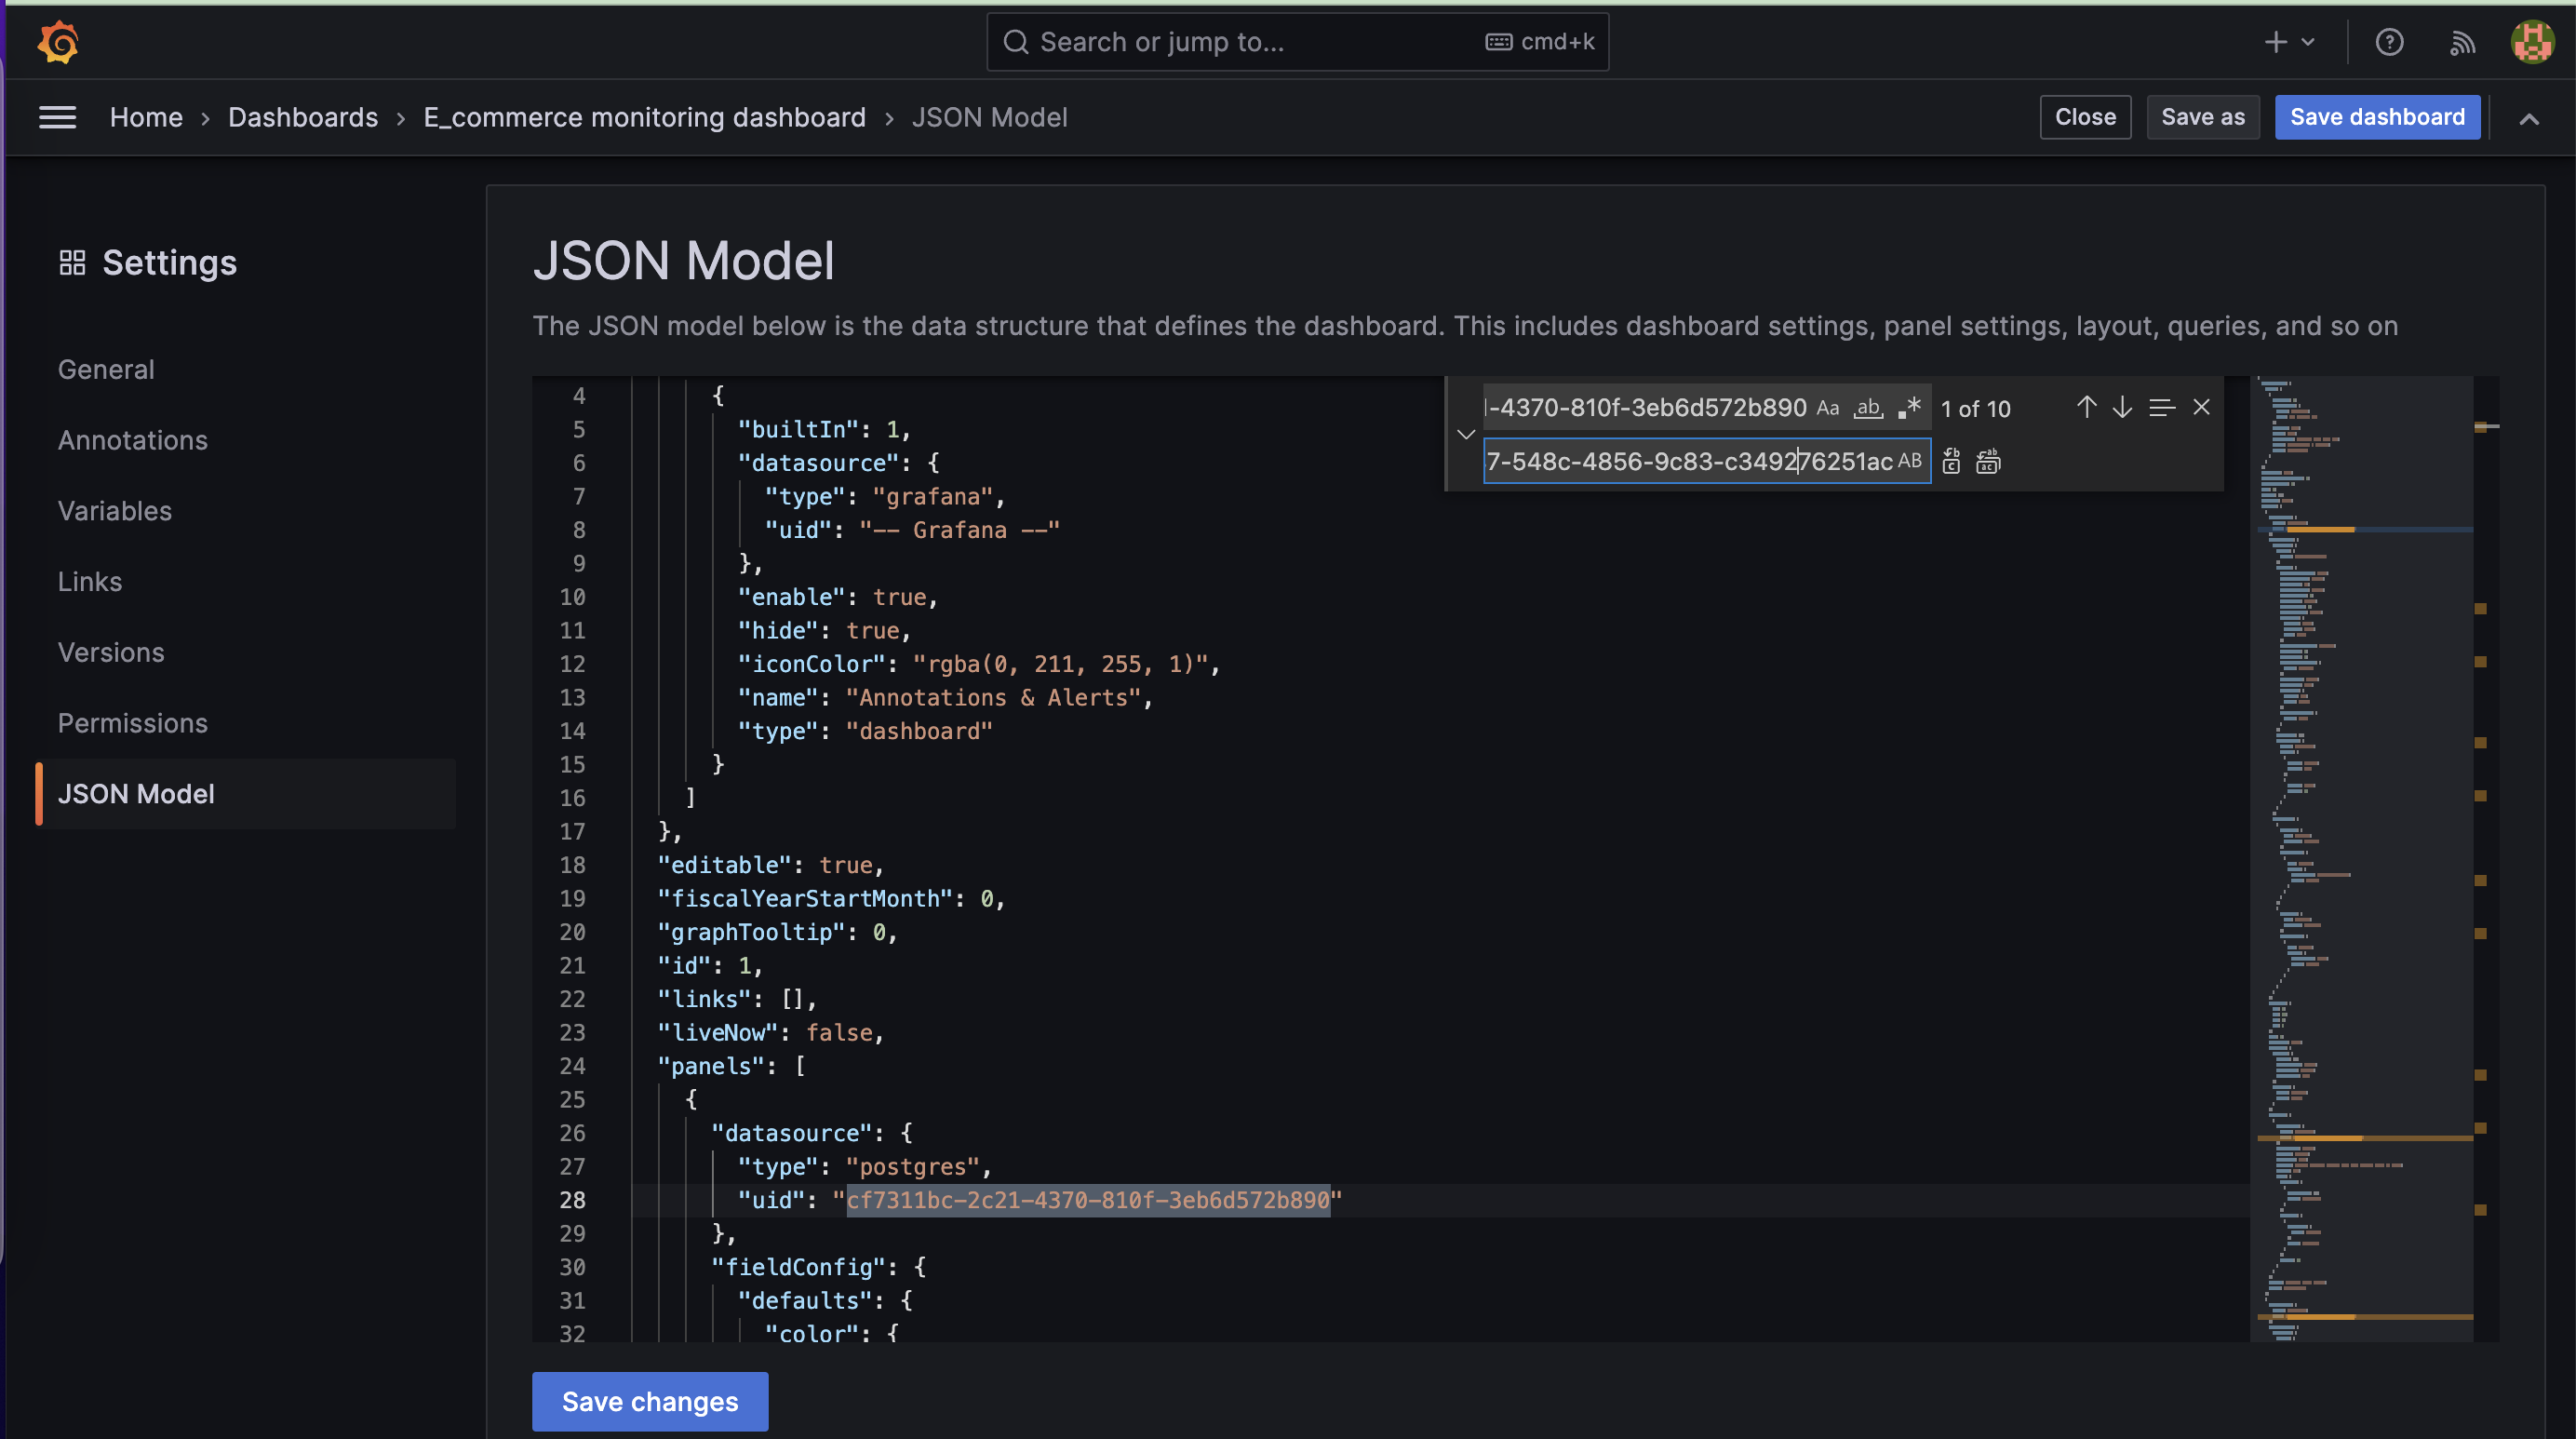 Search or jump to...
cmd+k
Home › Dashboards › E_commerce monitoring dashboard › JSON Model
Close
Save as
Save dashboard
Settings
General
Annotations
Variables
Links
Versions
Permissions
JSON Model
JSON Model
The JSON model below is the data structure that defines the dashboard. This includes dashboard settings, panel settings, layout, queries, and so on
-4370-810f-3eb6d572b890 Aa ab .* 1 of 10
7-548c-4856-9c83-c349276251ac AB
4 {
5 "builtIn": 1,
6 "datasource": {
7 "type": "grafana",
8 "uid": "-- Grafana --"
9 },
10 "enable": true,
11 "hide": true,
12 "iconColor": "rgba(0, 211, 255, 1)",
13 "name": "Annotations & Alerts",
14 "type": "dashboard"
15 }
16 ]
17 },
18 "editable": true,
19 "fiscalYearStartMonth": 0,
20 "graphTooltip": 0,
21 "id": 1,
22 "links": [],
23 "liveNow": false,
24 "panels": [
25 {
26 "datasource": {
27 "type": "postgres",
28 "uid": "cf7311bc-2c21-4370-810f-3eb6d572b890"
29 },
30 "fieldConfig": {
31 "defaults": {
32 "color": {
Save changes